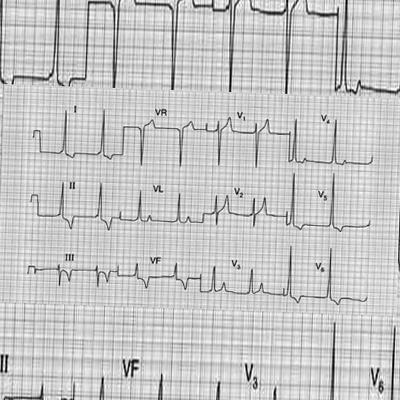 I VR V₁ V₄
II VL V₂ V₅
III VF V₃ V₆
II VF V₃ V₆